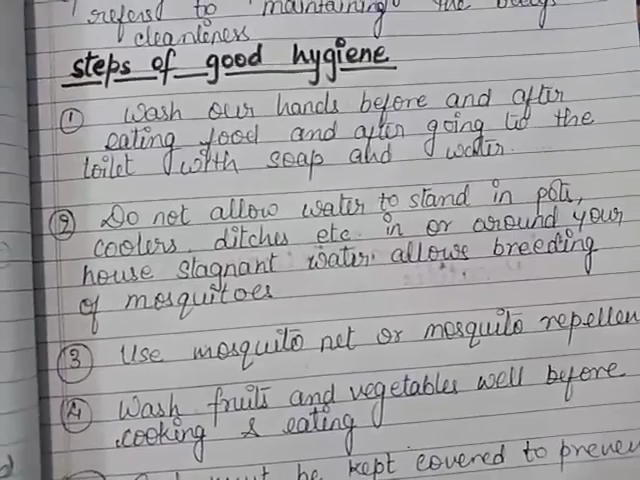 refers to maintaining the body
cleanliness
steps of good hygiene
① Wash our hands before and after
eating food and after going to the
toilet with soap and water.
② Do not allow water to stand in pots,
coolers, ditches etc. in or around your
house stagnant water allows breeding
of mosquitoes
③ Use mosquito net or mosquito repellen
④ Wash fruits and vegetables well before
cooking & eating
must be kept covered to preven